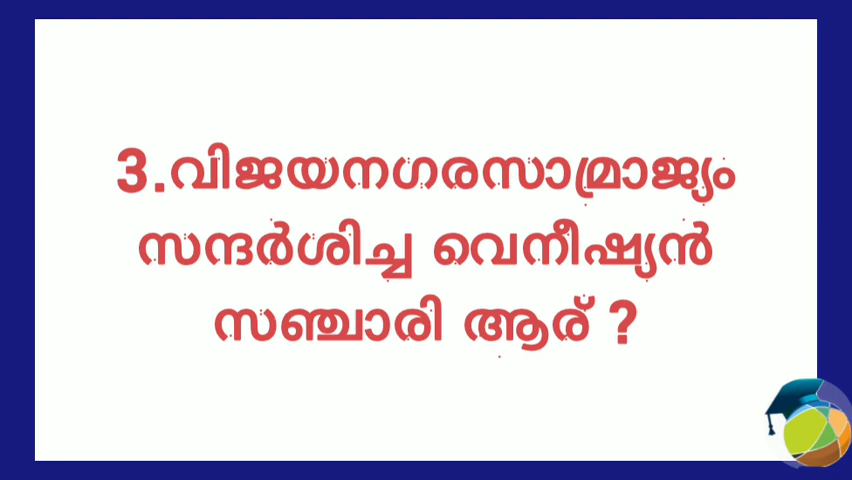 3.വിജയനഗരസാമ്രാജ്യം
സന്ദർശിച്ച വെനീഷ്യൻ
സഞ്ചാരി ആര് ?